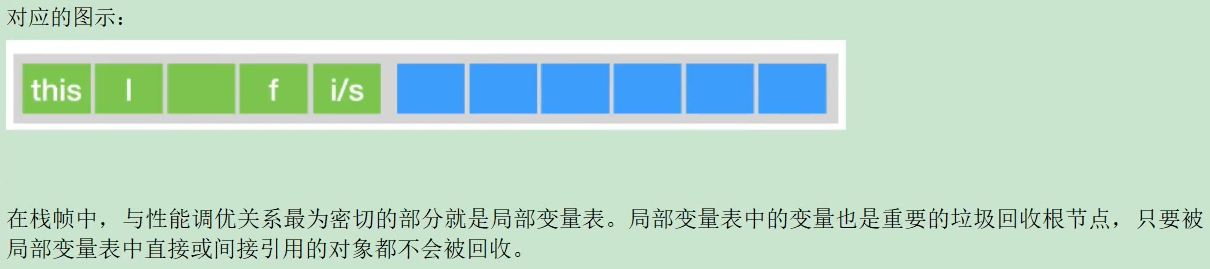 对应的图示：
this l f i/s
在栈帧中，与性能调优关系最为密切的部分就是局部变量表。局部变量表中的变量也是重要的垃圾回收根节点，只要被
局部变量表中直接或间接引用的对象都不会被回收。